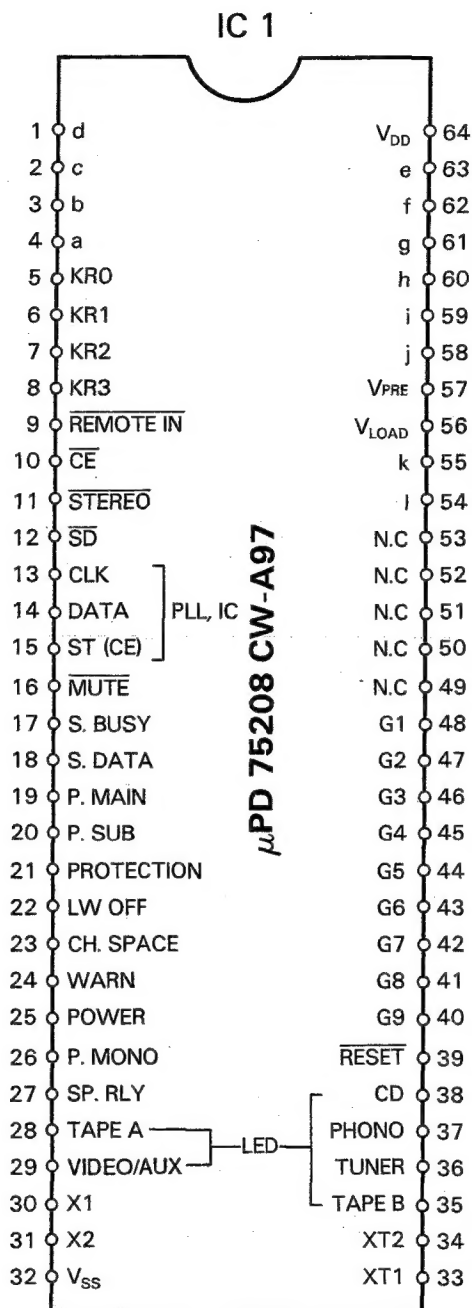 IC 1
1 d V_DD 64
2 c e 63
3 b f 62
4 a g 61
5 KR0 h 60
6 KR1 i 59
7 KR2 j 58
8 KR3 VPRE 57
9 REMOTE IN V_LOAD 56
10 CE k 55
11 STEREO l 54
12 SD N.C 53
13 CLK N.C 52
14 DATA PLL, IC N.C 51
15 ST (CE) N.C 50
16 MUTE N.C 49
17 S. BUSY G1 48
18 S. DATA G2 47
19 P. MAIN G3 46
20 P. SUB G4 45
21 PROTECTION G5 44
22 LW OFF G6 43
23 CH. SPACE G7 42
24 WARN G8 41
25 POWER G9 40
26 P. MONO RESET 39
27 SP. RLY CD 38
28 TAPE A PHONO 37
LED
29 VIDEO/AUX TUNER 36
30 X1 TAPE B 35
31 X2 XT2 34
32 V_SS XT1 33
μPD 75208 CW-A97